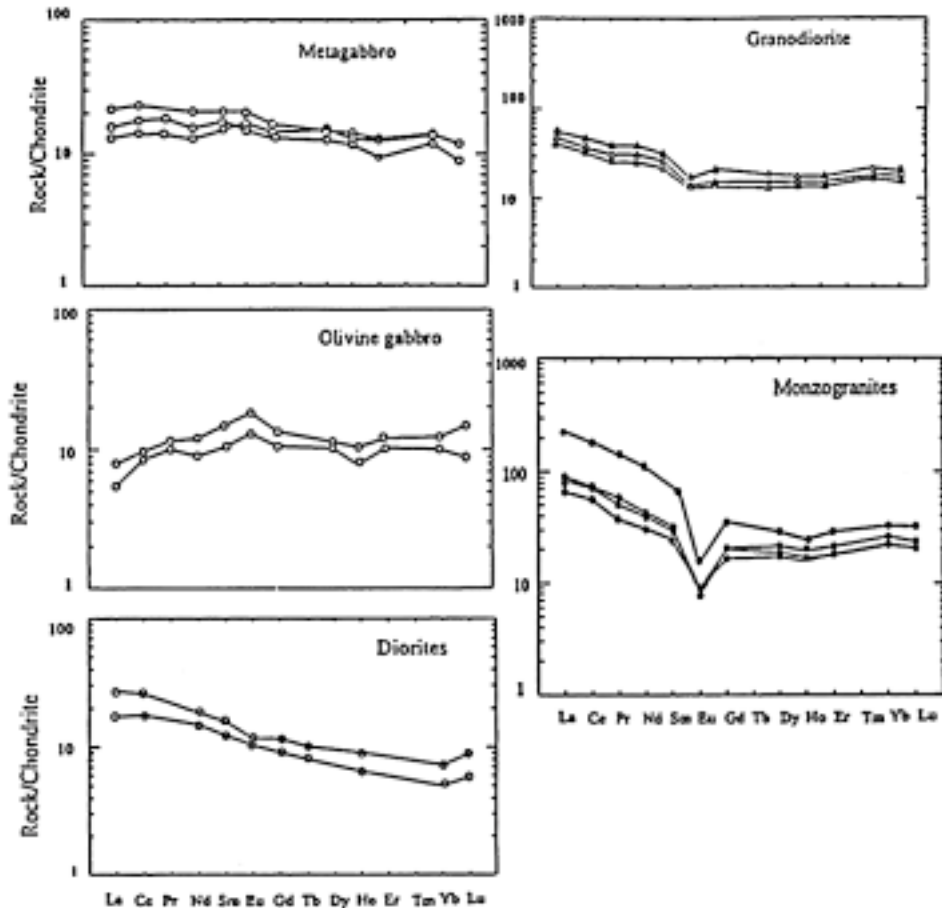 100
Metagabbro
10
1
Rock/Chondrite
1000
Granodiorite
100
10
1
100
Olivine gabbro
10
1
Rock/Chondrite
1000
Monzogranites
100
10
1
La Ce Pr Nd Sm Eu Gd Tb Dy Ho Er Tm Yb Lu
100
Diorites
10
1
Rock/Chondrite
La Ce Pr Nd Sm Eu Gd Tb Dy Ho Er Tm Yb Lu